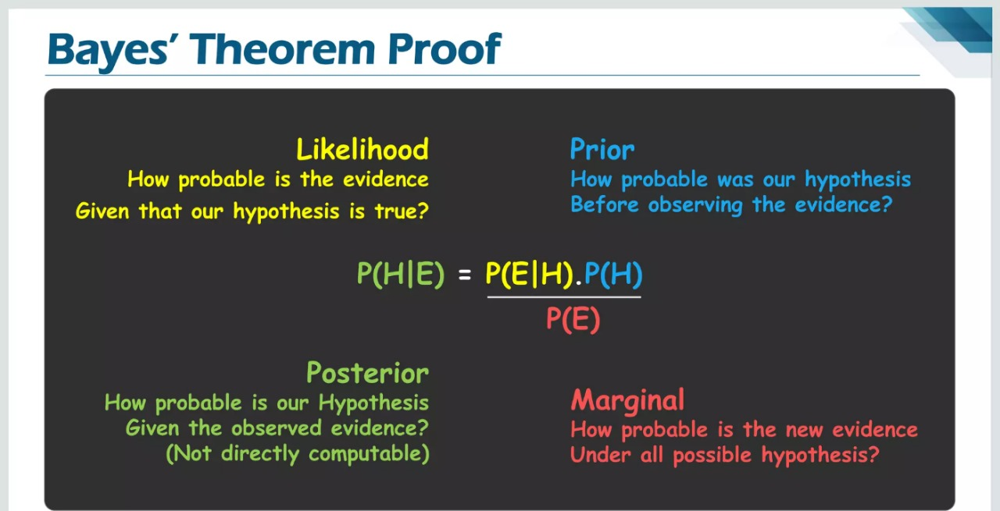 Bayes’ Theorem Proof
Likelihood
How probable is the evidence
Given that our hypothesis is true?
Prior
How probable was our hypothesis
Before observing the evidence?
P(H|E) = P(E|H).P(H)
P(E)
Posterior
How probable is our Hypothesis
Given the observed evidence?
(Not directly computable)
Marginal
How probable is the new evidence
Under all possible hypothesis?